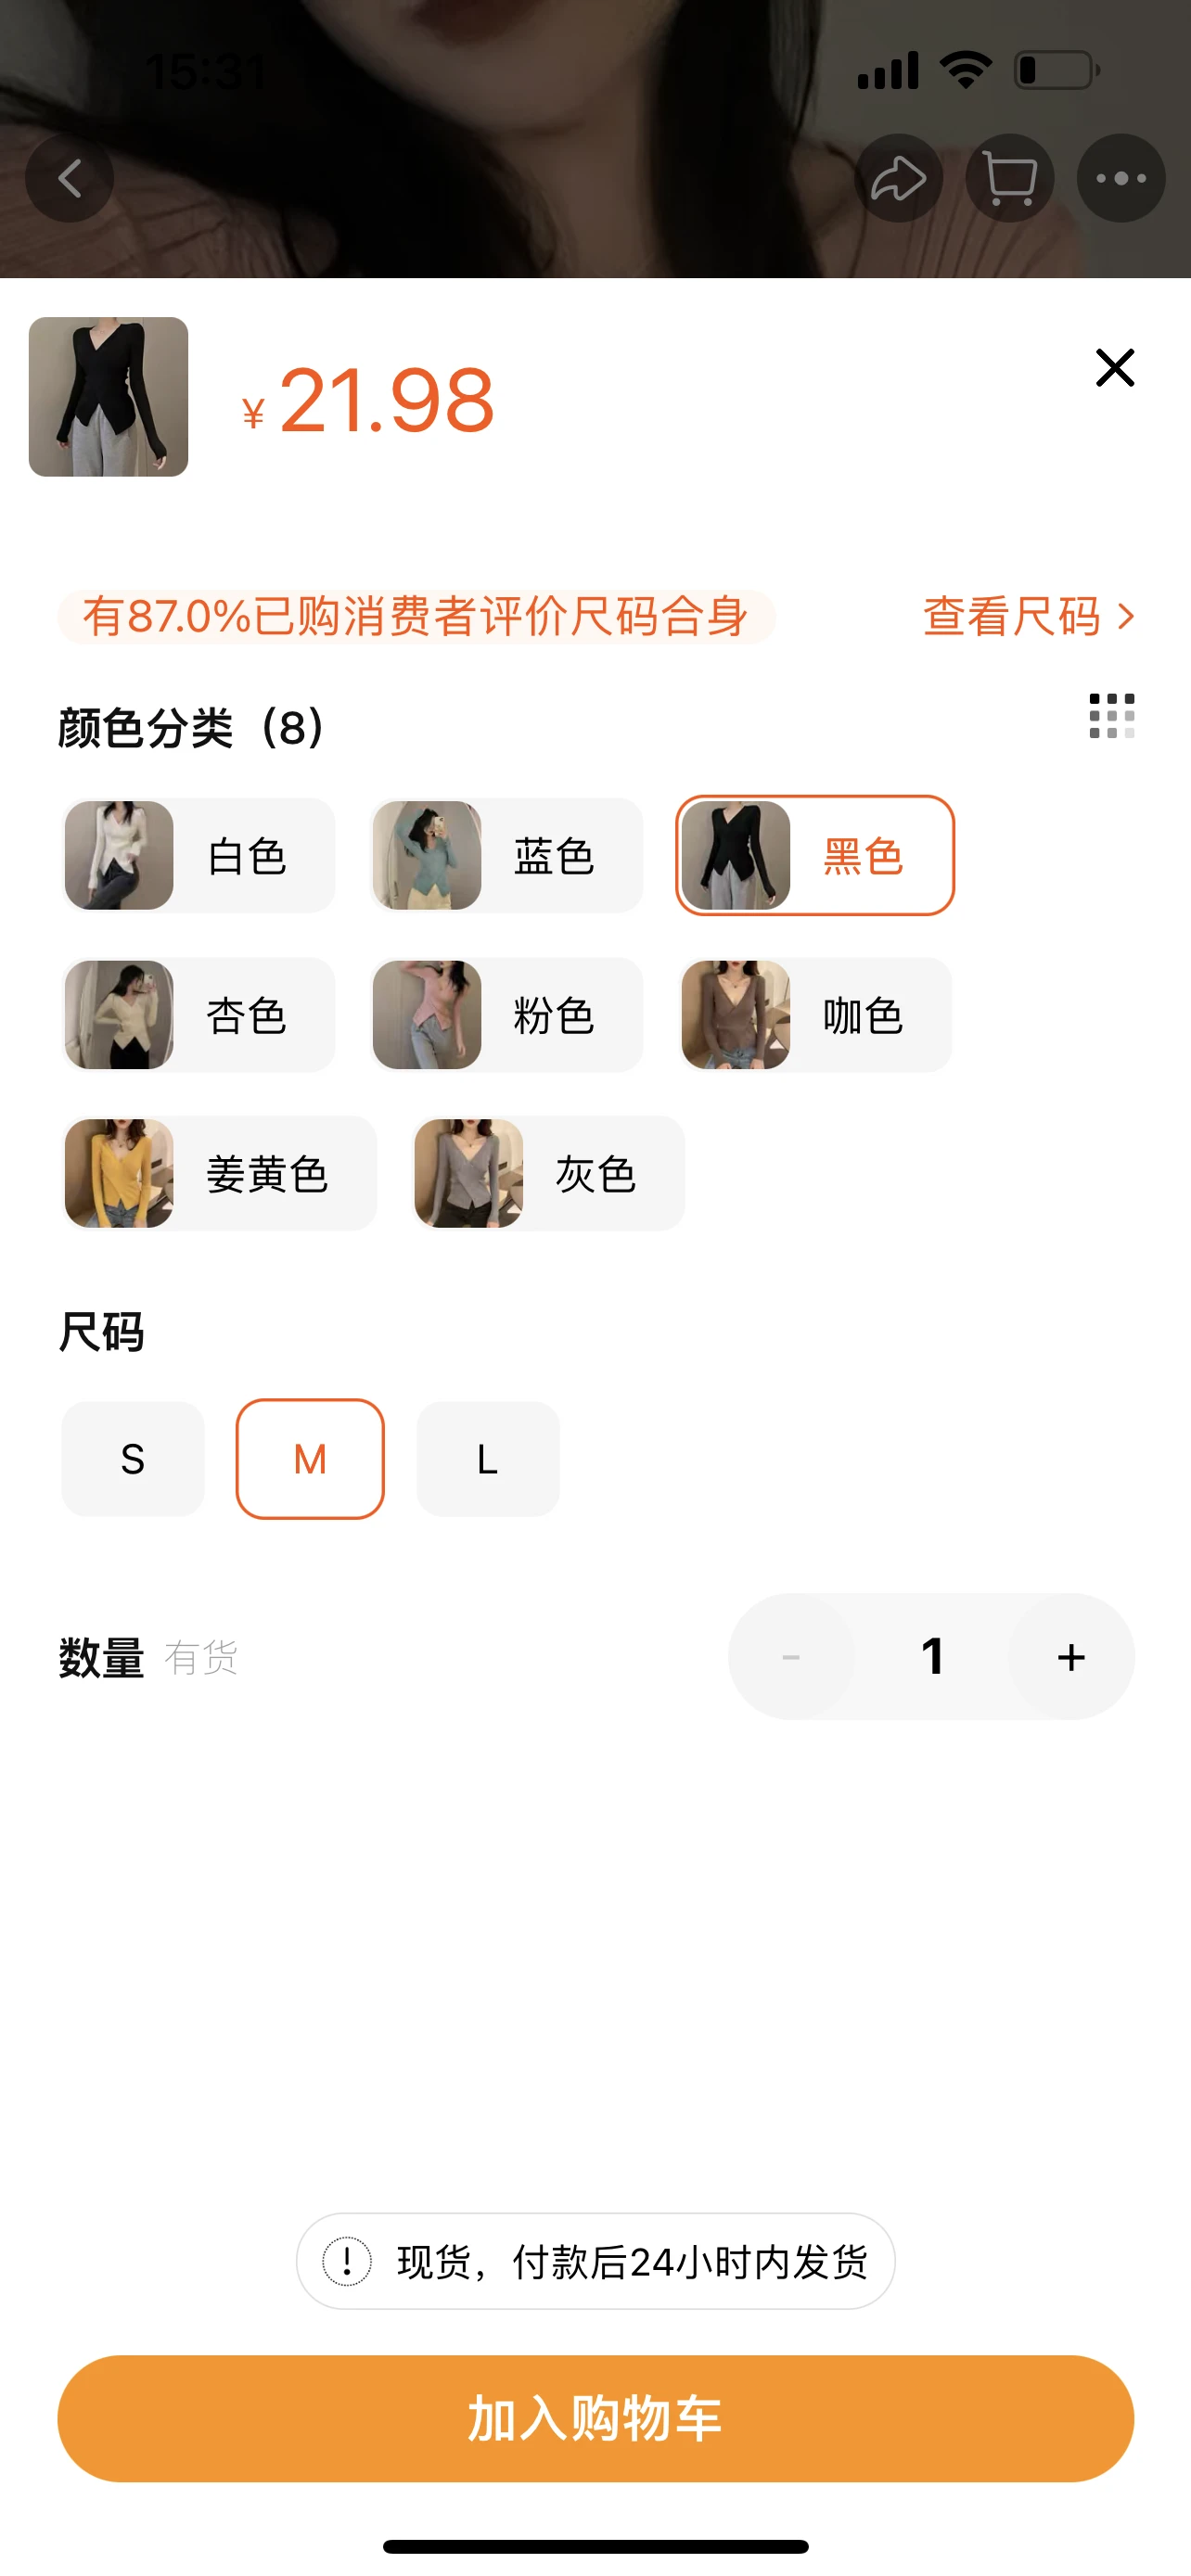 15:31
¥21.98
有87.0%已购消费者评价尺码合身 查看尺码 >
颜色分类（8）
白色 蓝色 黑色
杏色 粉色 咖色
姜黄色 灰色
尺码
S M L
数量 有货 - 1 +
现货，付款后24小时内发货
加入购物车